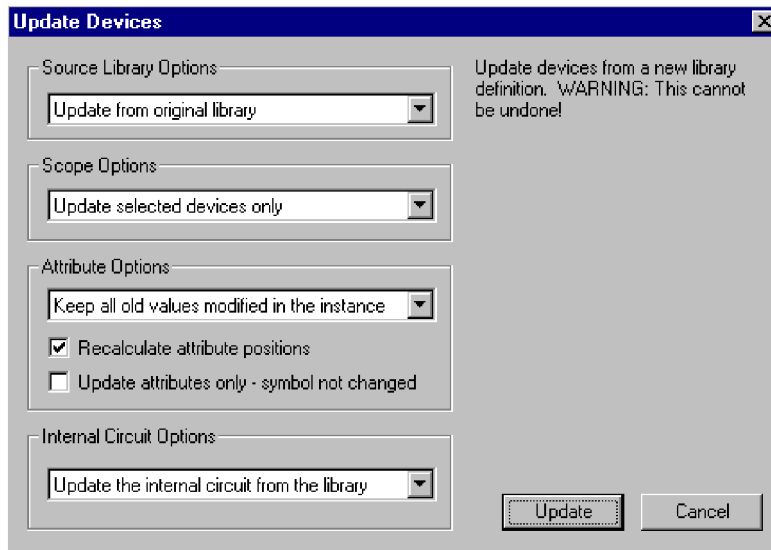 Update Devices
Source Library Options
Update from original library
Update devices from a new library
definition.  WARNING: This cannot
be undone!
Scope Options
Update selected devices only
Attribute Options
Keep all old values modified in the instance
Recalculate attribute positions
Update attributes only - symbol not changed
Internal Circuit Options
Update the internal circuit from the library
Update
Cancel